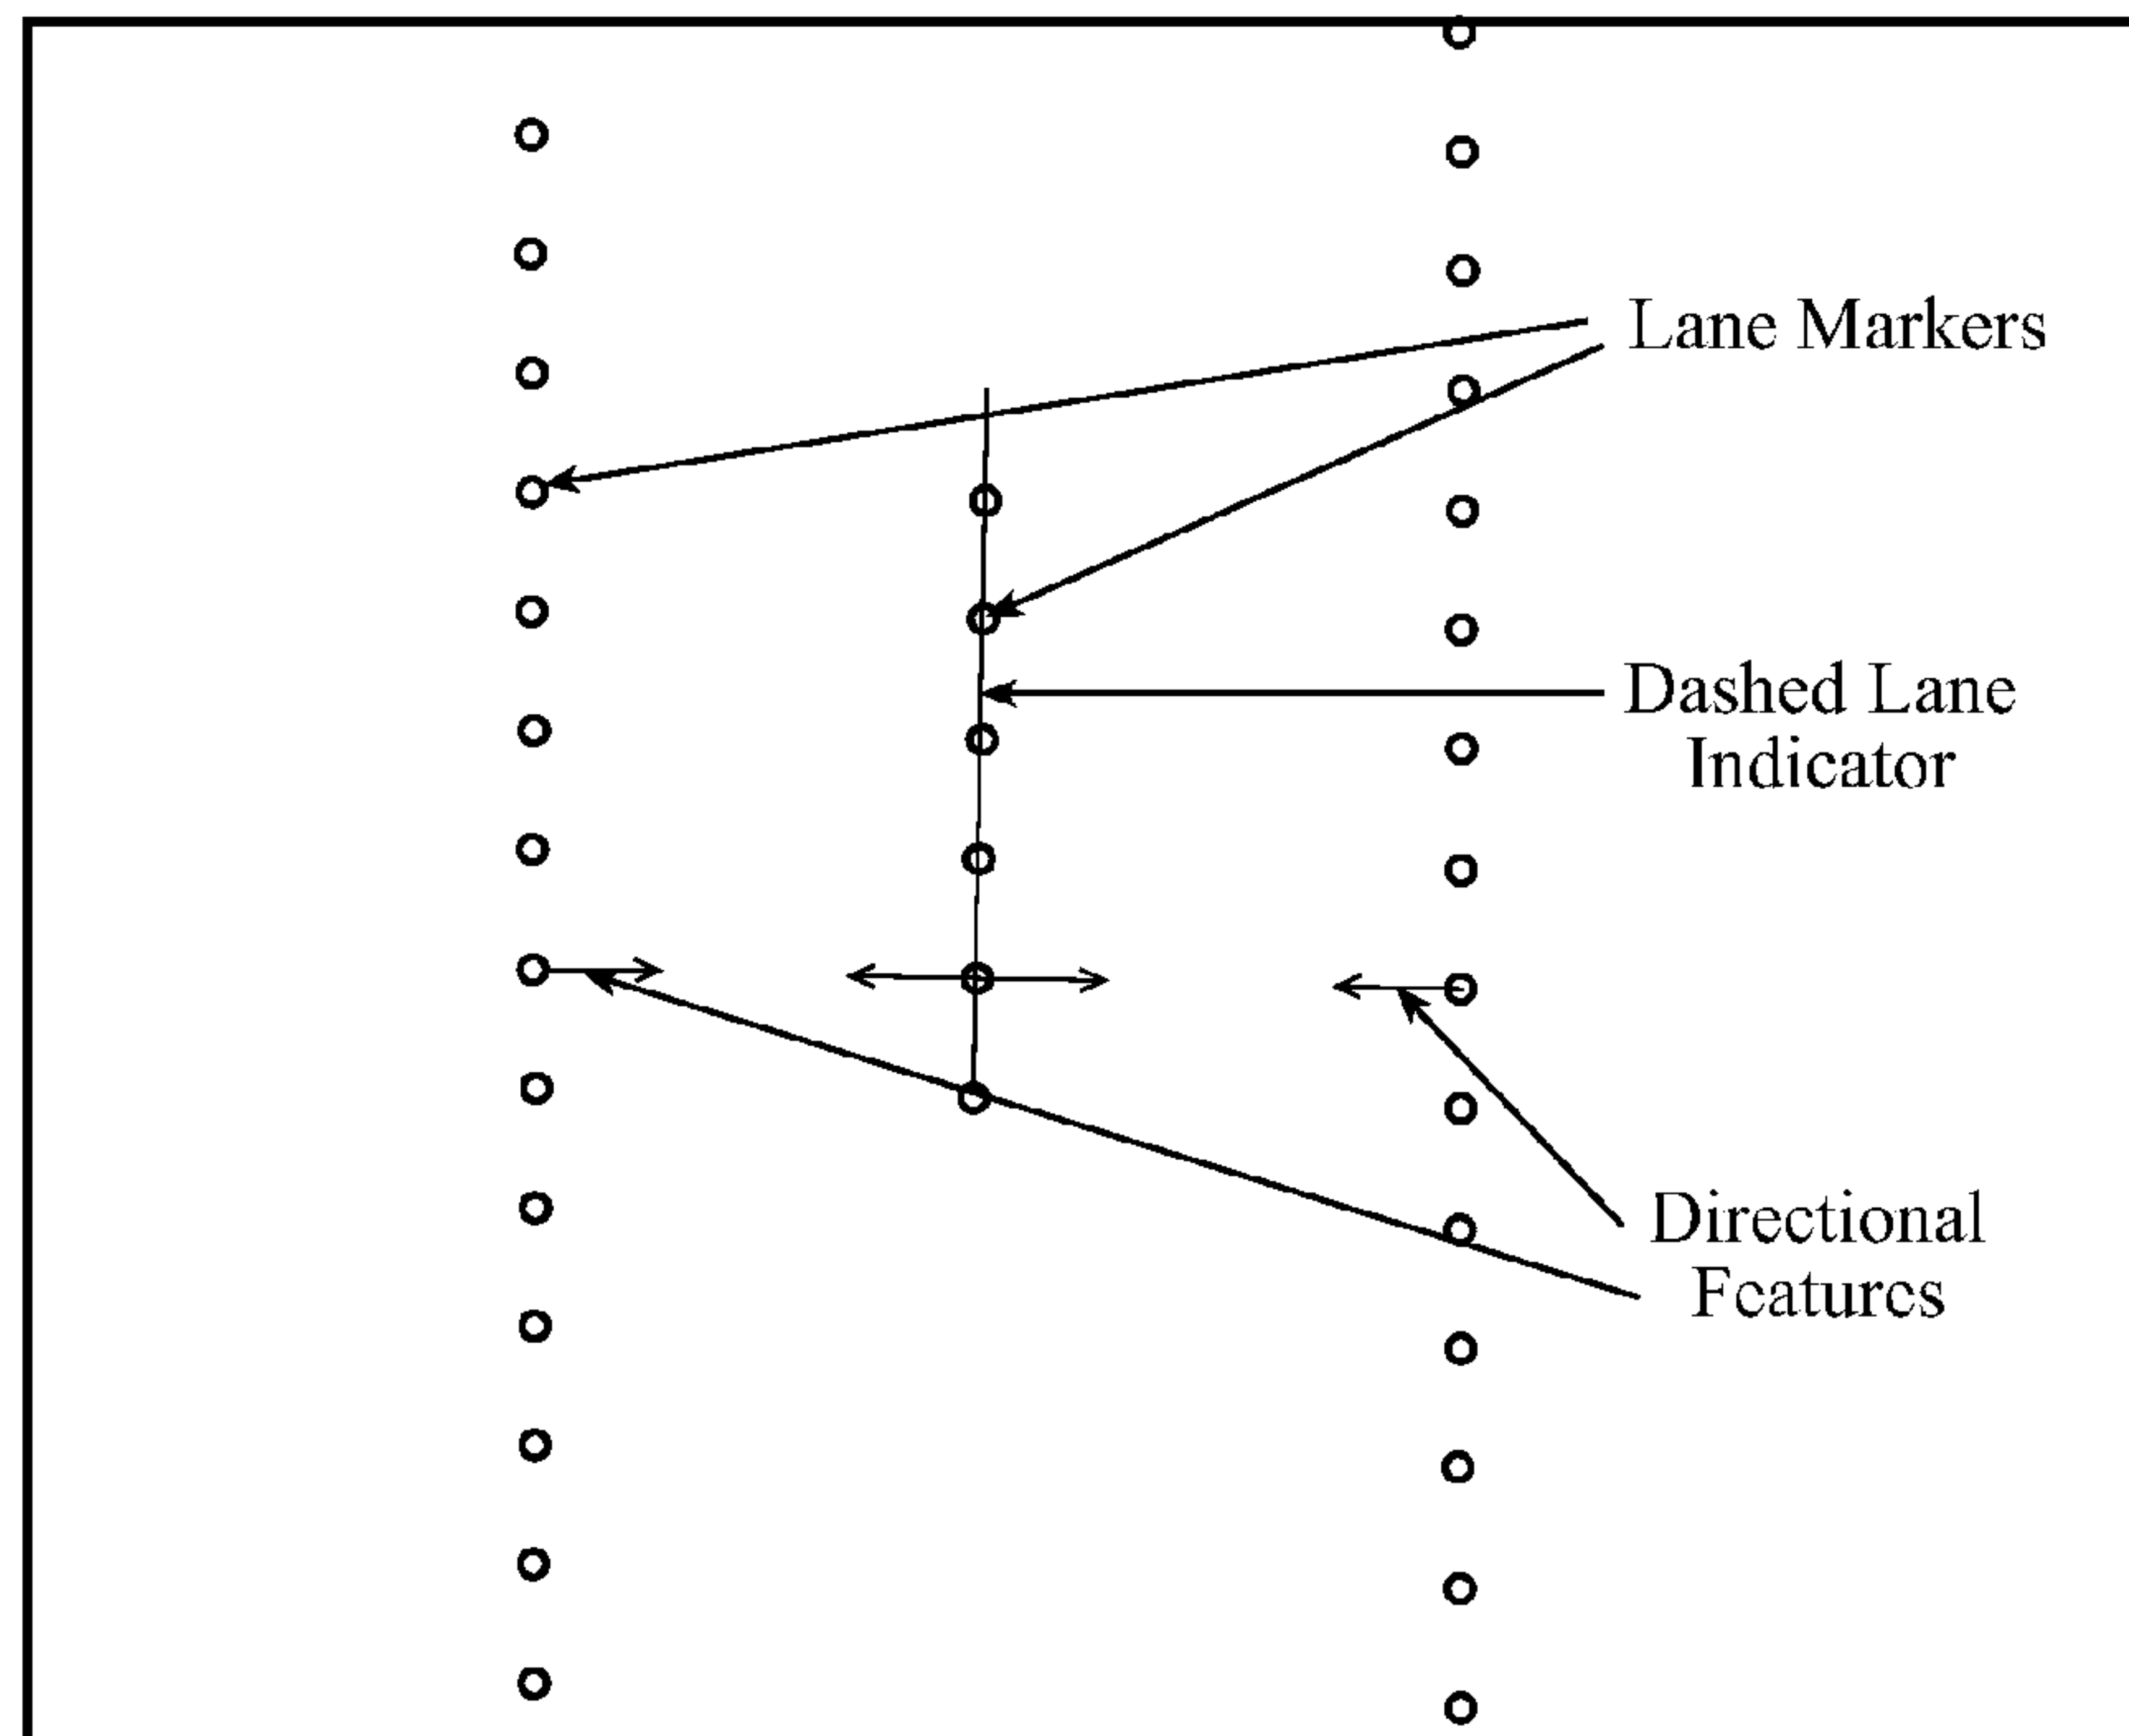 Lane Markers
Dashed Lane
Indicator
Directional
Features